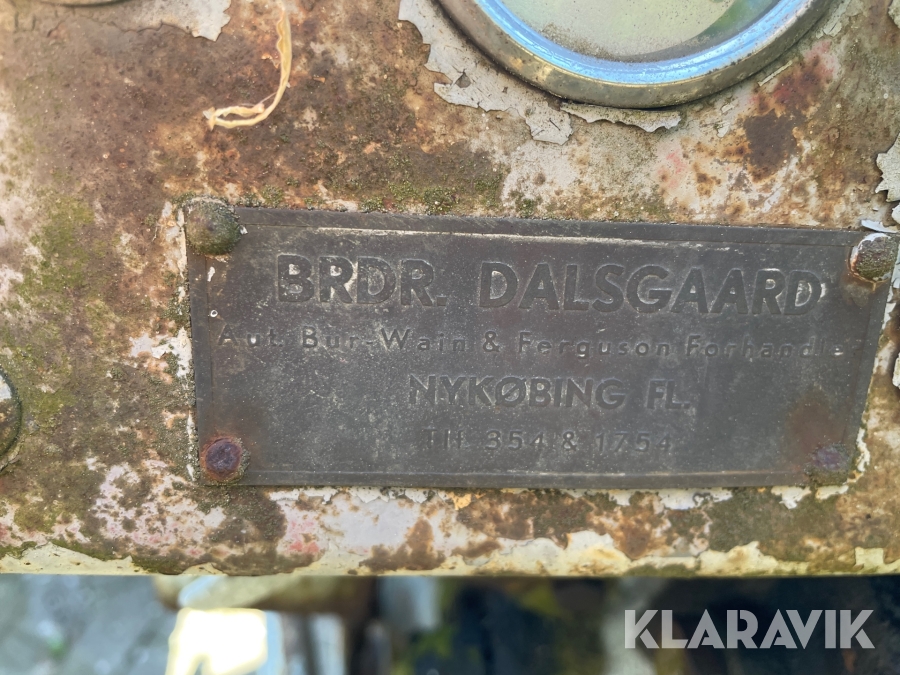 BRDR. DALSGAARD
Aut. Bur-Wain & Ferguson Forhandler
NYKØBING FL.
Tlf. 354 & 1754
KLARAVIK